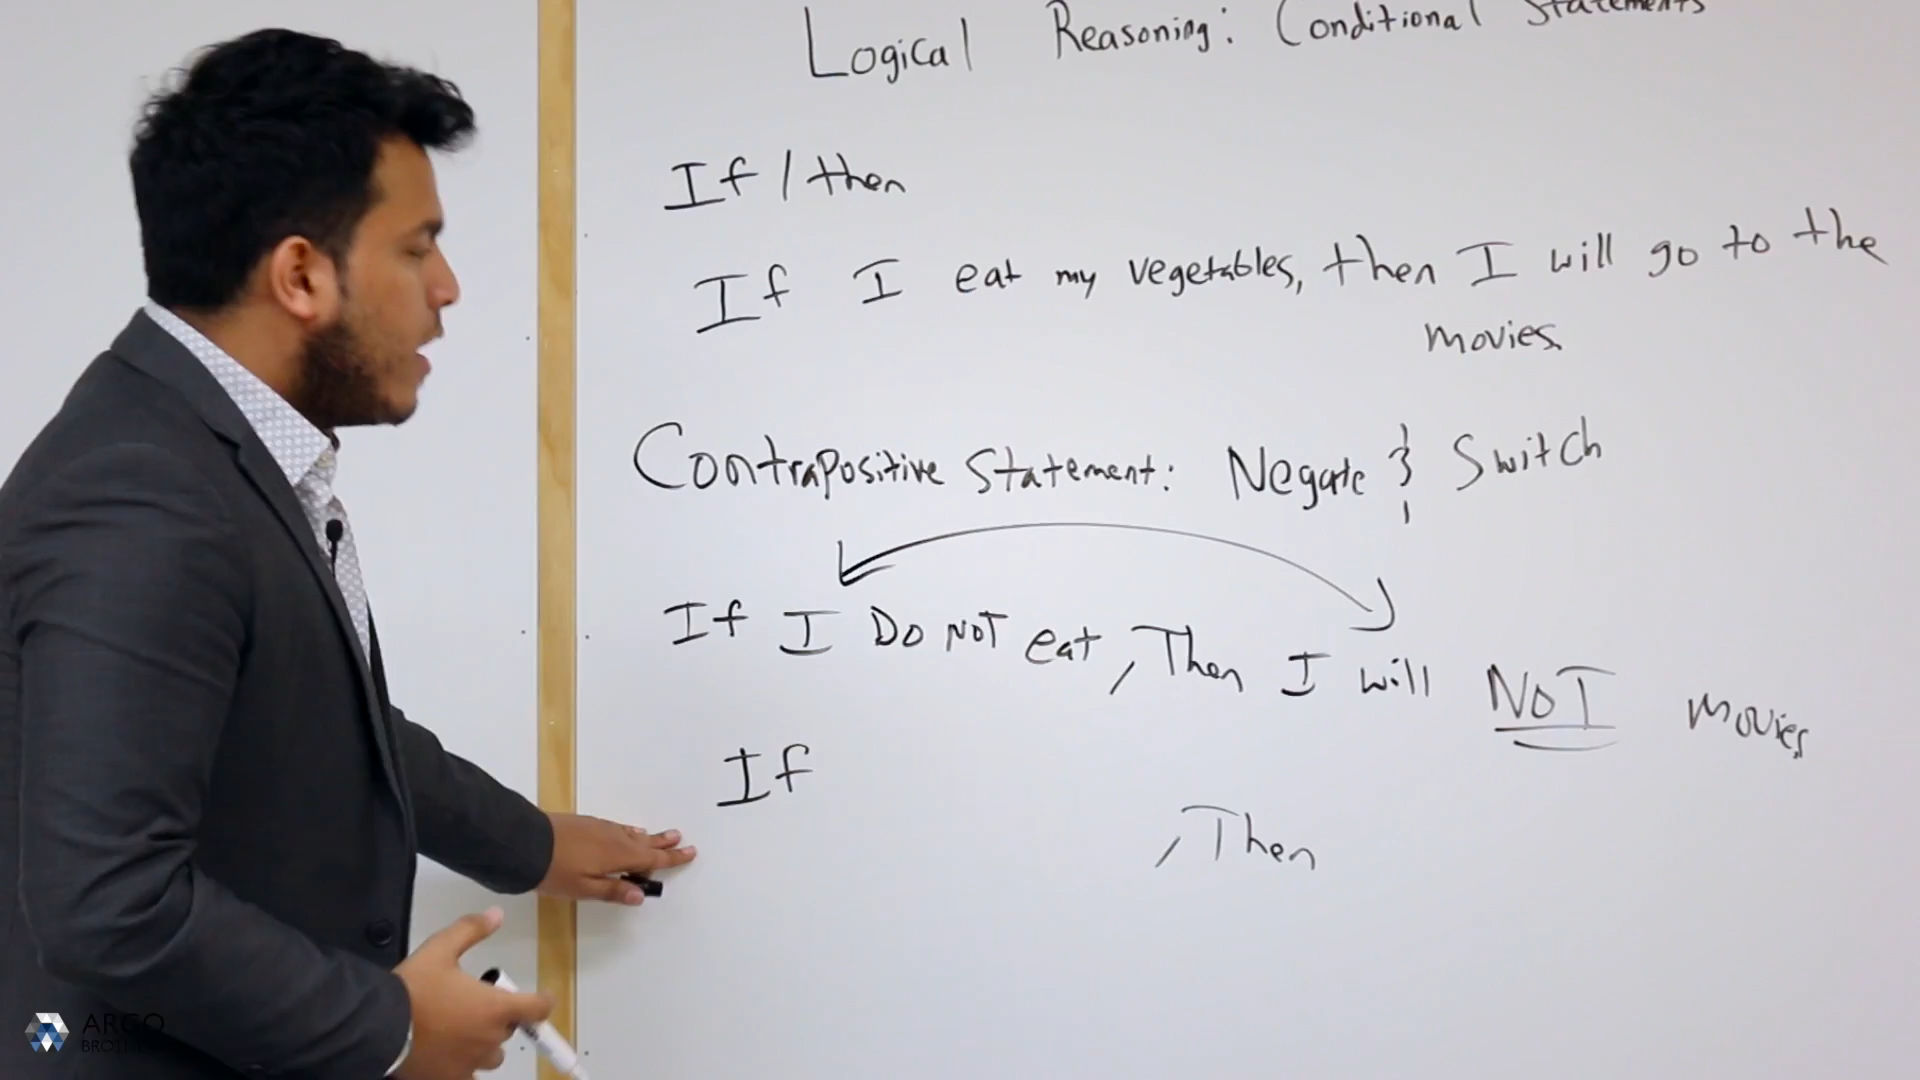 Logical Reasoning: Conditional Statements
If / then
If I eat my vegetables, then I will go to the
movies.
Contrapositive Statement: Negate & Switch
If I Do NOT eat, Then I will NOT movies
If
, Then
ARGO